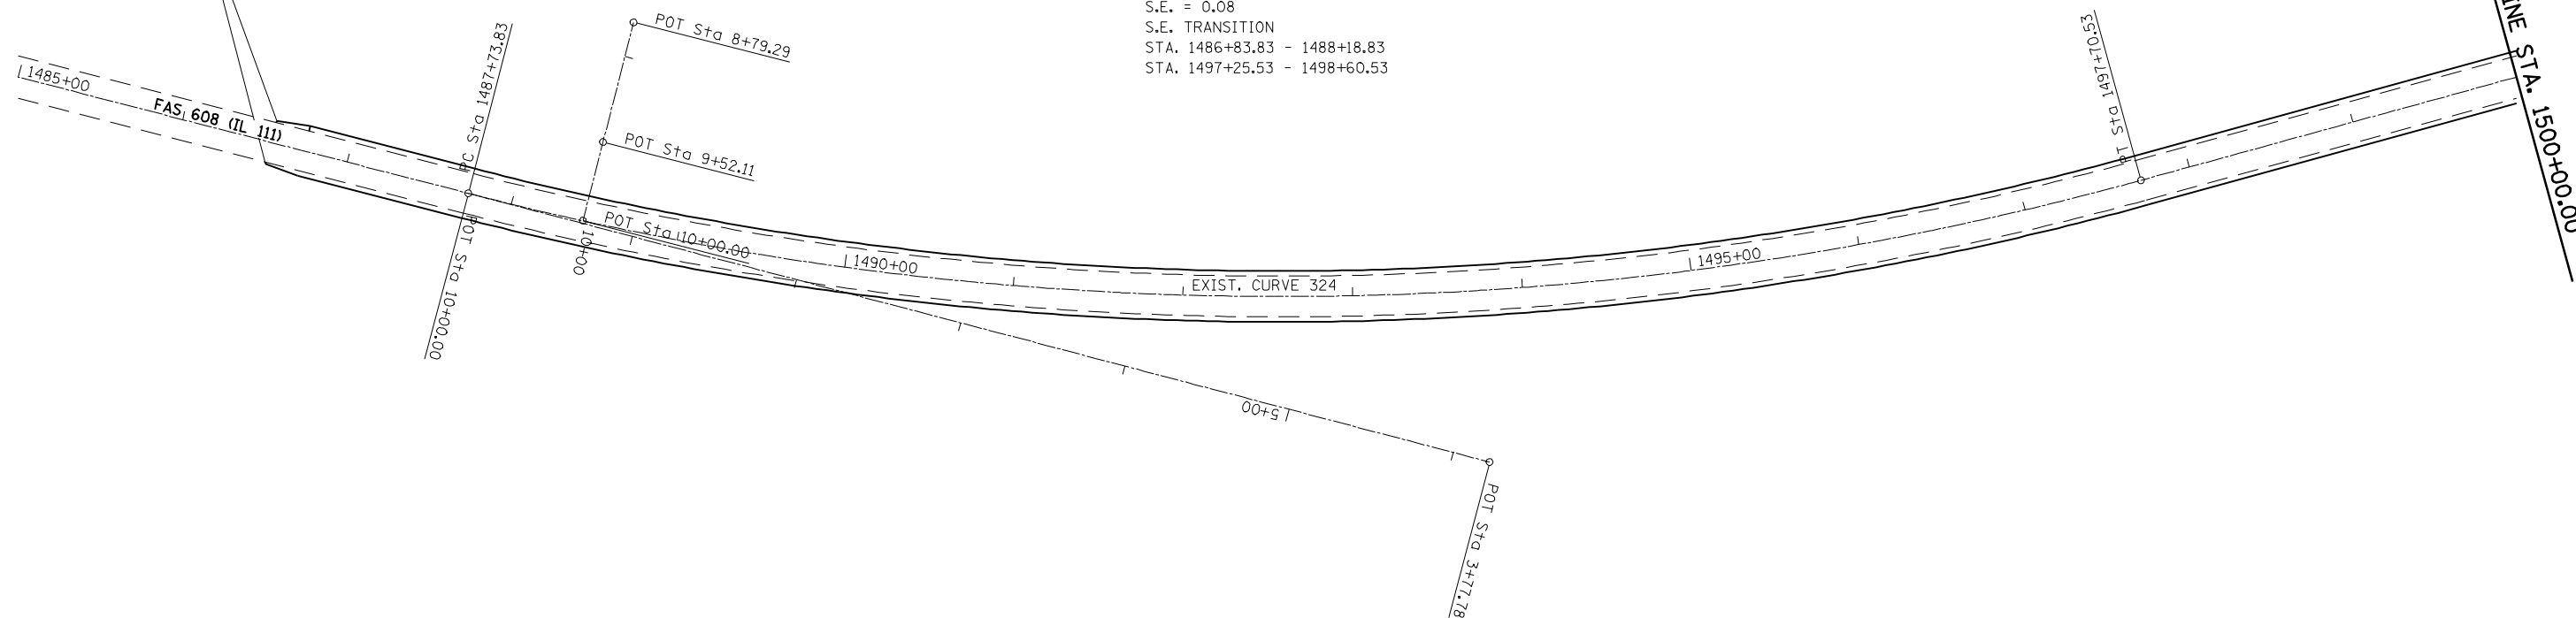 S.E. = 0.08
S.E. TRANSITION
STA. 1486+83.83 - 1488+18.83
STA. 1497+25.53 - 1498+60.53
POT Sta 8+79.29
PC Sta 1487+73.83
1485+00
FAS 608 (IL 111)
POT Sta 9+52.11
POT Sta 10+00.00
10+00
POT Sta 10+00.00
1490+00
EXIST. CURVE 324
1495+00
PT Sta 1497+70.53
INE STA. 1500+00.00
5+00
POT Sta 3+77.78